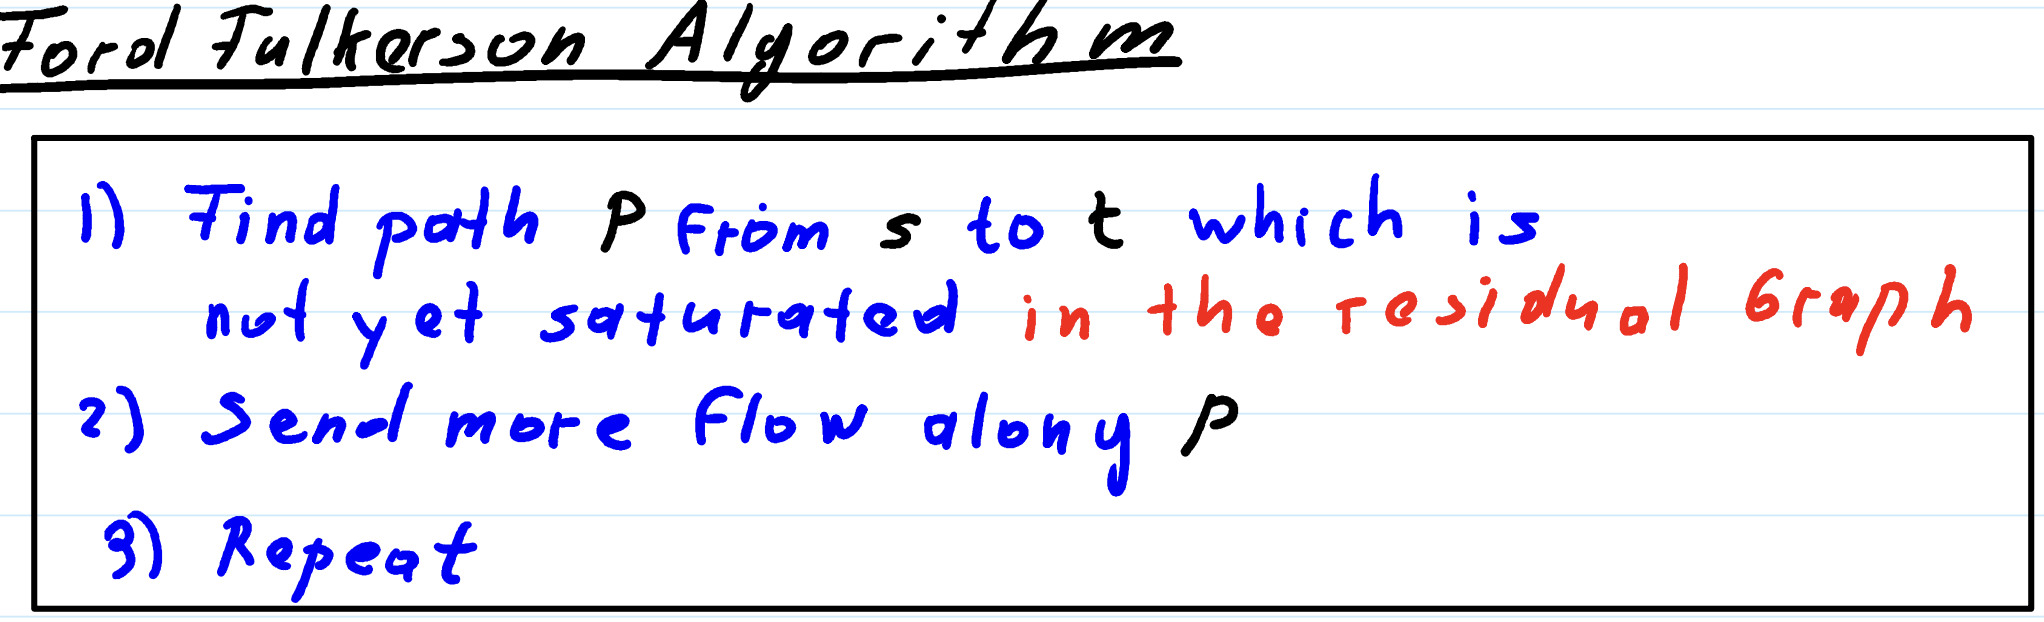 Ford Fulkerson Algorithm
1) Find path P from s to t which is
not yet saturated in the residual Graph
2) Send more flow along P
3) Repeat